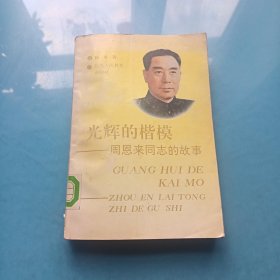 光辉的楷模
——周恩来同志的故事
GUANG HUI DE
KAI MO
——ZHOU EN LAI TONG
ZHI DE GU SHI